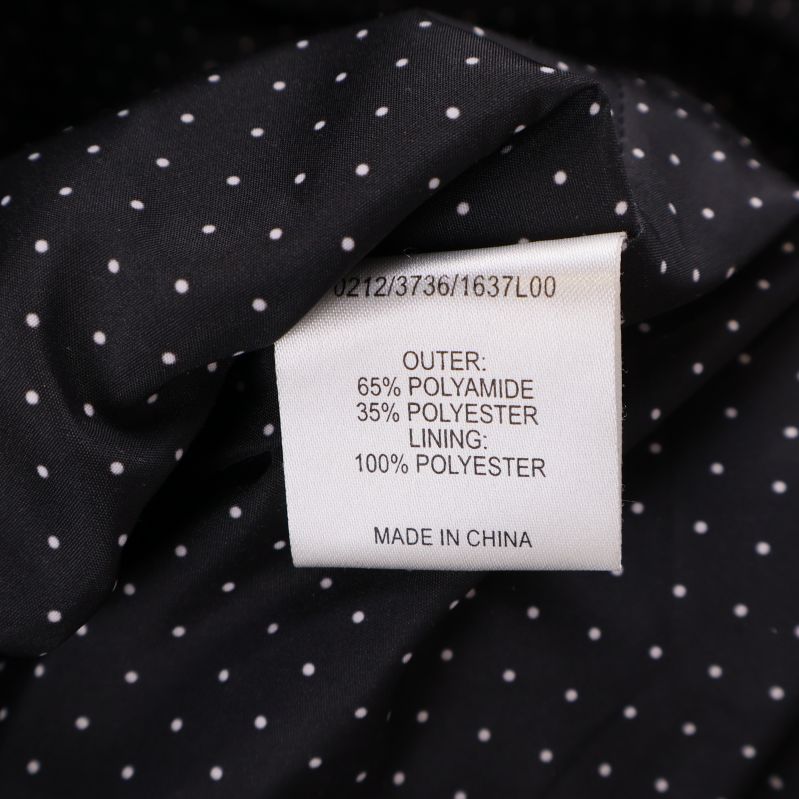 0212/3736/1637L00
OUTER:
65% POLYAMIDE
35% POLYESTER
LINING:
100% POLYESTER
MADE IN CHINA